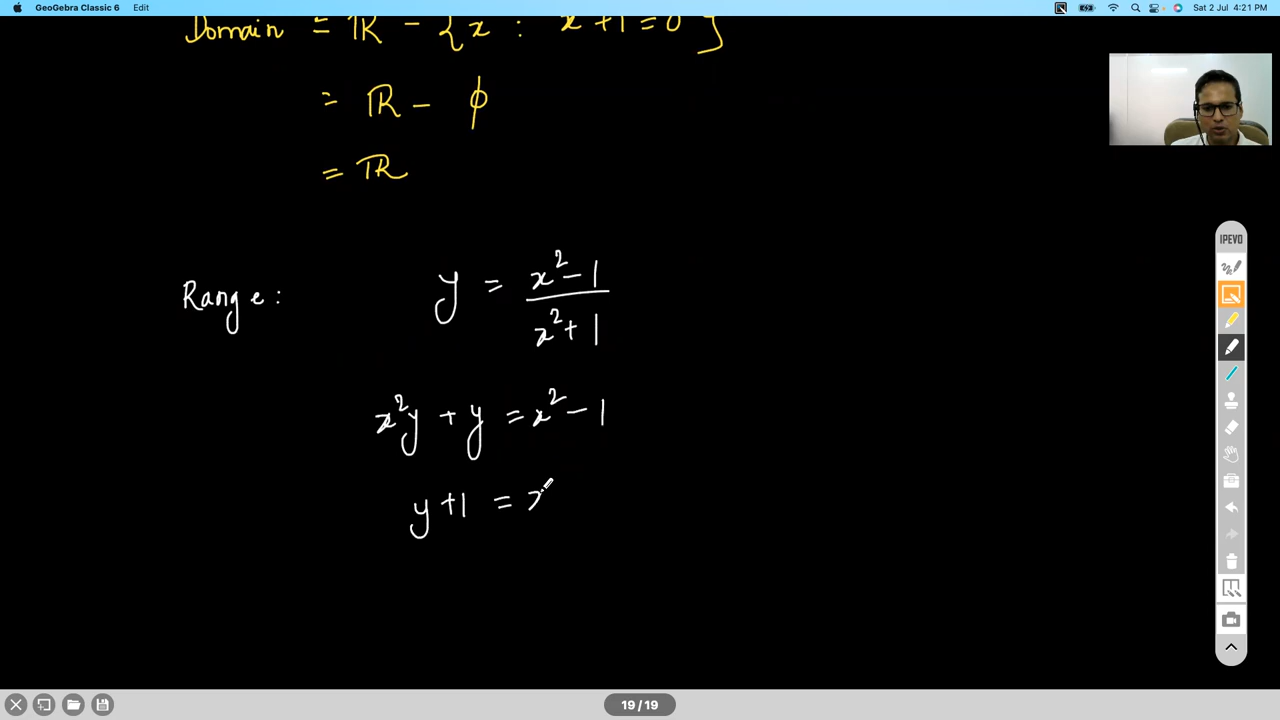 GeoGebra Classic 6 Edit Sat 2 Jul 4:21 PM
Domain = ℝ - {x : x + 1 = 0}
= ℝ - ϕ
= ℝ
IPEVO
Range: y = (x² - 1)/(x² + 1)
x²y + y = x² - 1
y + 1 = x
19 / 19